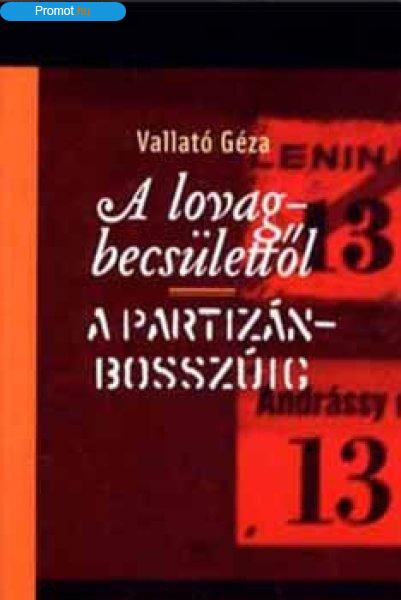 Promot.hu
Vallató Géza
LENIN
A lovag-
13
becsülettől
A PARTIZÁN-
BOSSZÚIG
Andrássy
13